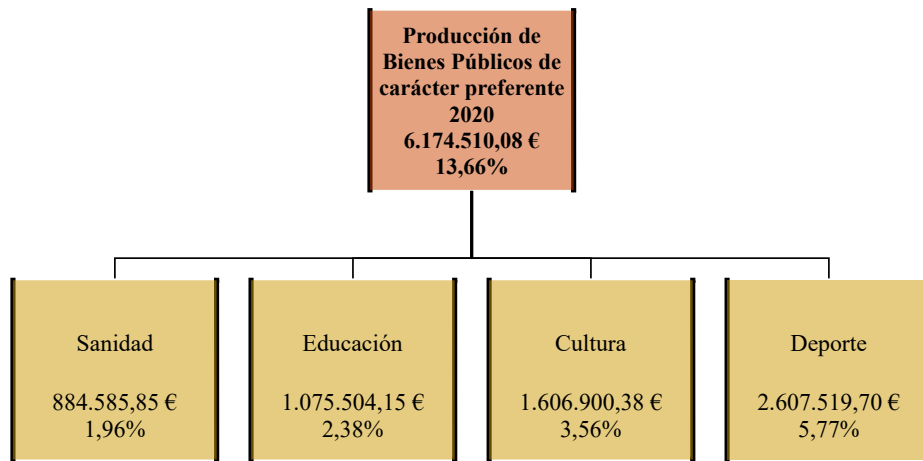 Producción de
Bienes Públicos de
carácter preferente
2020
6.174.510,08 €
13,66%
Sanidad
884.585,85 €
1,96%
Educación
1.075.504,15 €
2,38%
Cultura
1.606.900,38 €
3,56%
Deporte
2.607.519,70 €
5,77%